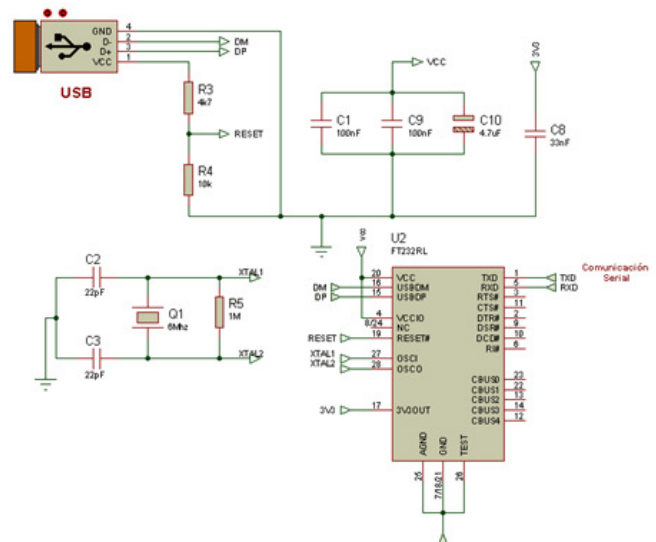 GND 4
D- 2 DM
D+ 3 DP
VCC 1
USB
R3
4k7
RESET
R4
10k
VCC
C1
100nF
C9
100nF
C10
4.7uF
3V3
C8
33nF
C2
22pF
XTAL1
Q1
6Mhz
R5
1M
C3
22pF
XTAL2
U2
FT232RL
20 VCC TXD 1 TXD
DM 16 USBDM RXD 5 RXD
DP 15 USBDP RTS# 3
CTS# 11
4 VCCIO DTR# 2
8/24 NC DSR# 9
RESET 19 RESET# DCD# 10
RI# 6
XTAL1 27 OSCI
XTAL2 28 OSCO
CBUS0 23
CBUS1 22
CBUS2 13
3V3 17 3V3OUT CBUS3 14
CBUS4 12
AGND GND TEST
25 7/18/21 26
Comunicación
Serial